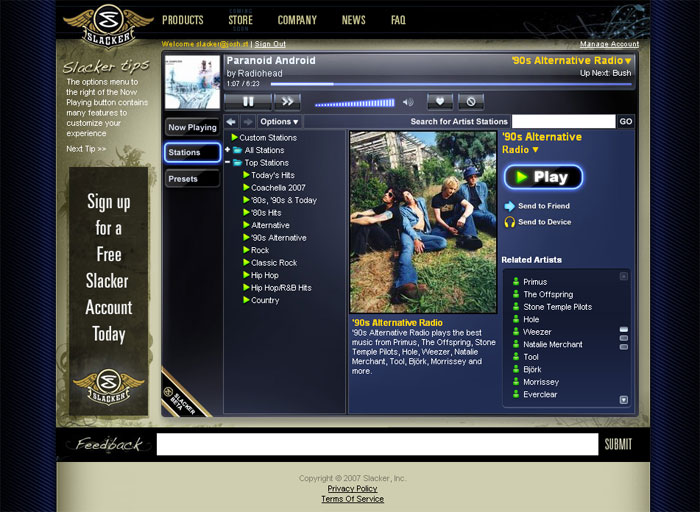 PRODUCTS
COMING SOON
STORE
COMPANY
NEWS
FAQ
SLACKER
Welcome slacker@josh.st | Sign Out
Manage Account
Slacker tips
The options menu to
the right of the Now
Playing button contains
many features to
customize your
experience
Next Tip >>
Sign up
for a
Free
Slacker
Account
Today
SLACKER
Paranoid Android
by Radiohead
1:07 / 6:23
'90s Alternative Radio
Up Next: Bush
Options
Search for Artist Stations
GO
Now Playing
Stations
Presets
Custom Stations
All Stations
Top Stations
Today's Hits
Coachella 2007
'80s, '90s & Today
'80s Hits
Alternative
'90s Alternative
Rock
Classic Rock
Hip Hop
Hip Hop/R&B Hits
Country
'90s Alternative Radio
'90s Alternative Radio plays the best
music from Primus, The Offspring, Stone
Temple Pilots, Hole, Weezer, Natalie
Merchant, Tool, Björk, Morrissey and
more.
'90s Alternative
Radio
Play
Send to Friend
Send to Device
Related Artists
Primus
The Offspring
Stone Temple Pilots
Hole
Weezer
Natalie Merchant
Tool
Björk
Morrissey
Everclear
SLACKER
BETA
Feedback
SUBMIT
Copyright © 2007 Slacker, Inc.
Privacy Policy
Terms Of Service